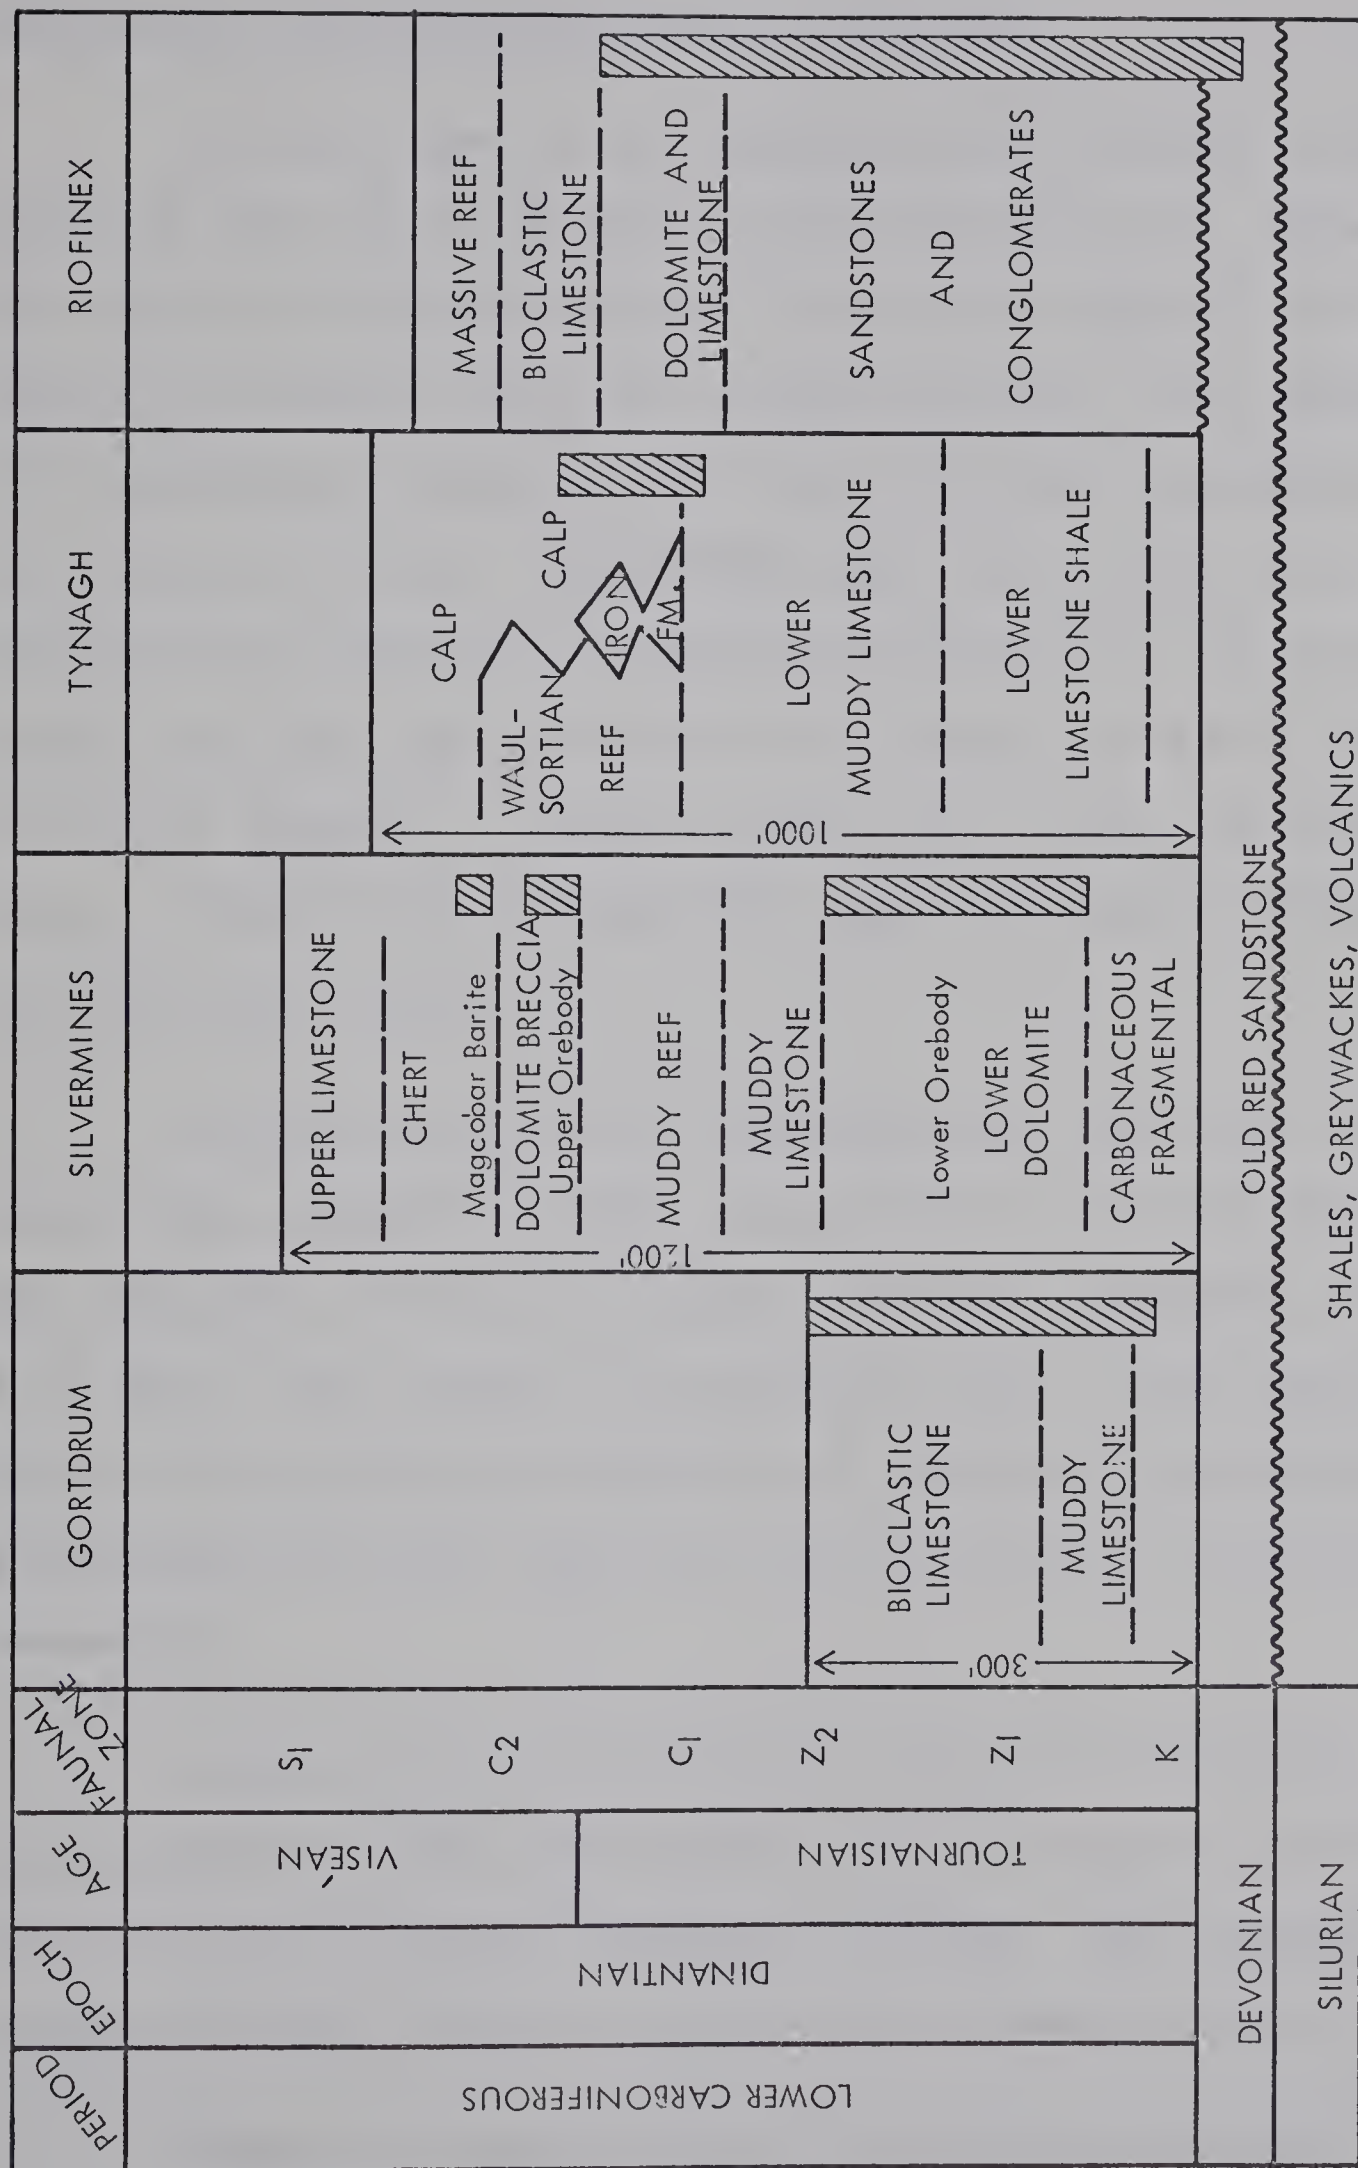 PERIOD
EPOCH
AGE
FAUNAL
ZONE
GORTDRUM
SILVERMINES
TYNAGH
RIOFINEX
LOWER CARBONIFEROUS
DINANTIAN
VISÉAN
TOURNAISIAN
S1
C2
C1
Z2
Z1
K
300'
BIOCLASTIC
LIMESTONE
MUDDY
LIMESTONE
1200'
UPPER LIMESTONE
CHERT
Magcobar Barite
DOLOMITE BRECCIA
Upper Orebody
MUDDY REEF
MUDDY
LIMESTONE
Lower Orebody
LOWER
DOLOMITE
CARBONACEOUS
FRAGMENTAL
1000'
CALP
WAUL-
SORTIAN
REEF
CALP
IRON
FM.
LOWER
MUDDY LIMESTONE
LOWER
LIMESTONE SHALE
MASSIVE REEF
BIOCLASTIC
LIMESTONE
DOLOMITE AND
LIMESTONE
SANDSTONES
AND
CONGLOMERATES
DEVONIAN
OLD RED SANDSTONE
SILURIAN
SHALES, GREYWACKES, VOLCANICS